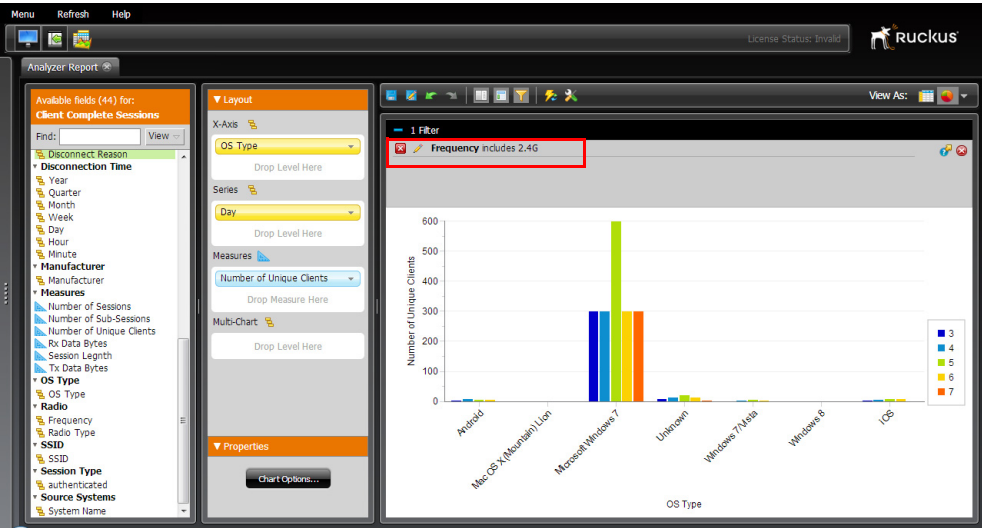 Menu Refresh Help
License Status: Invalid
Ruckus
Analyzer Report
Available fields (44) for:
Client Complete Sessions
Find:
View
Disconnect Reason
Disconnection Time
Year
Quarter
Month
Week
Day
Hour
Minute
Manufacturer
Manufacturer
Measures
Number of Sessions
Number of Sub-Sessions
Number of Unique Clients
Rx Data Bytes
Session Legnth
Tx Data Bytes
OS Type
OS Type
Radio
Frequency
Radio Type
SSID
SSID
Session Type
authenticated
Source Systems
System Name
Layout
X-Axis
OS Type
Drop Level Here
Series
Day
Drop Level Here
Measures
Number of Unique Clients
Drop Measure Here
Multi-Chart
Drop Level Here
Properties
Chart Options...
View As:
1 Filter
Frequency includes 2.4G
Number of Unique Clients
600
500
400
300
200
100
0
Android
Mac OS X (Mountain) Lion
Microsoft Windows 7
Unknown
Windows 7/Vista
Windows 8
iOS
OS Type
3
4
5
6
7